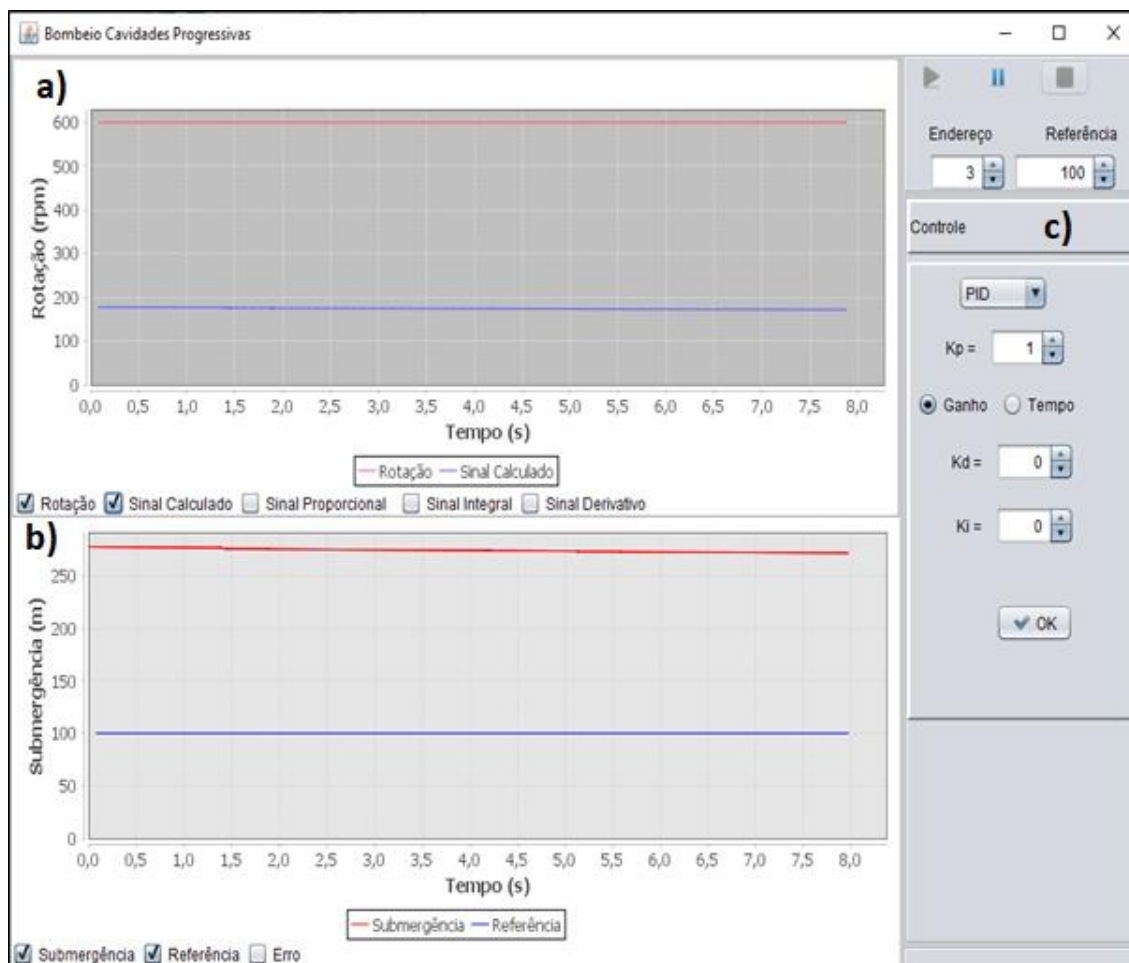 Bombeio Cavidades Progressivas
a)
600
500
400
300
200
100
0
Rotação (rpm)
0,0 0,5 1,0 1,5 2,0 2,5 3,0 3,5 4,0 4,5 5,0 5,5 6,0 6,5 7,0 7,5 8,0
Tempo (s)
Rotação Sinal Calculado
Rotação Sinal Calculado Sinal Proporcional Sinal Integral Sinal Derivativo
b)
250
200
150
100
50
0
Submergência (m)
0,0 0,5 1,0 1,5 2,0 2,5 3,0 3,5 4,0 4,5 5,0 5,5 6,0 6,5 7,0 7,5 8,0
Tempo (s)
Submergência Referência
Submergência Referência Erro
Endereço Referência
3 100
Controle c)
PID
Kp = 1
Ganho Tempo
Kd = 0
Ki = 0
OK